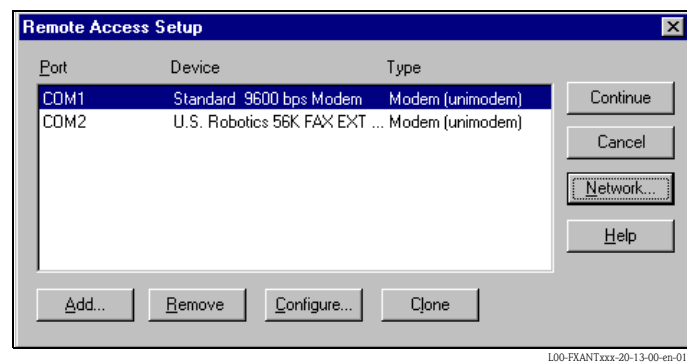 Remote Access Setup
Port Device Type
COM1 Standard 9600 bps Modem Modem (unimodem)
COM2 U.S. Robotics 56K FAX EXT ... Modem (unimodem)
Continue
Cancel
Network...
Help
Add... Remove Configure... Clone
L00-FXANTxxx-20-13-00-en-01